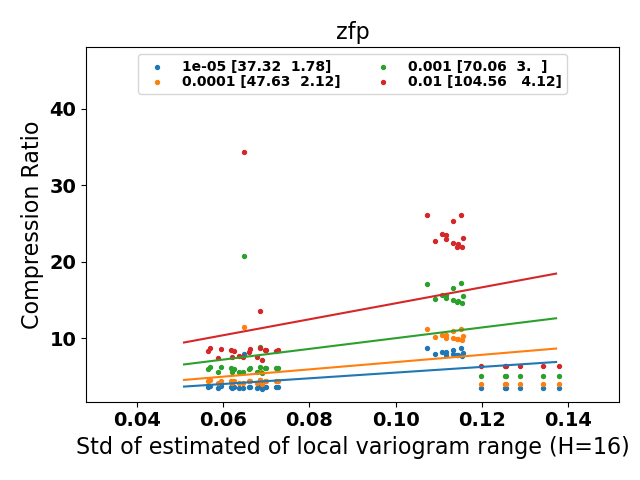 zfp
1e-05 [37.32  1.78]
0.0001 [47.63  2.12]
0.001 [70.06  3.  ]
0.01 [104.56   4.12]
Compression Ratio
40
30
20
10
0.04 0.06 0.08 0.10 0.12 0.14
Std of estimated of local variogram range (H=16)